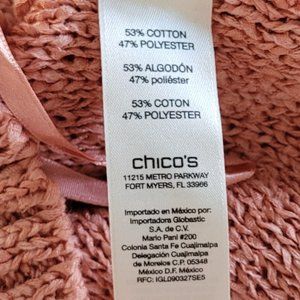 53% COTTON
47% POLYESTER
53% ALGODÓN
47% poliéster
53% COTON
47% POLYESTER
chico's
11215 METRO PARKWAY
FORT MYERS, FL 33966
Importado en México por:
Importadora Globastic
S.A. de C.V.
Mario Pani #200
Colonia Santa Fe Cuajimalpa
Delegación Cuajimalpa
de Morelos C.P. 05348
México D.F. México
RFC: IGL090327SE5